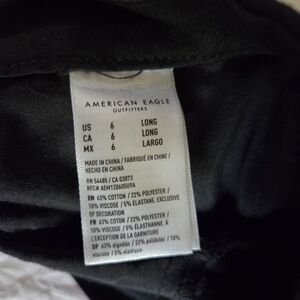 AMERICAN EAGLE
OUTFITTERS
US 6 LONG
CA 6 LONG
MX 6 LARGO
MADE IN CHINA / FABRIQUÉ EN CHINE /
HECHO EN CHINA
RN 54485 / CA 03873
RFC# AEM1206050H9A
EN 63% COTTON / 22% POLYESTER /
10% VISCOSE / 5% ELASTANE, EXCLUSIVE
OF DECORATION
FR 63% COTON / 22% POLYESTER /
10% VISCOSE / 5% ÉLASTHANNE, À
L'EXCEPTION DE LA GARNITURE
SP 63% algodón / 22% poliéster / 10%
viscosa / 5% elastano